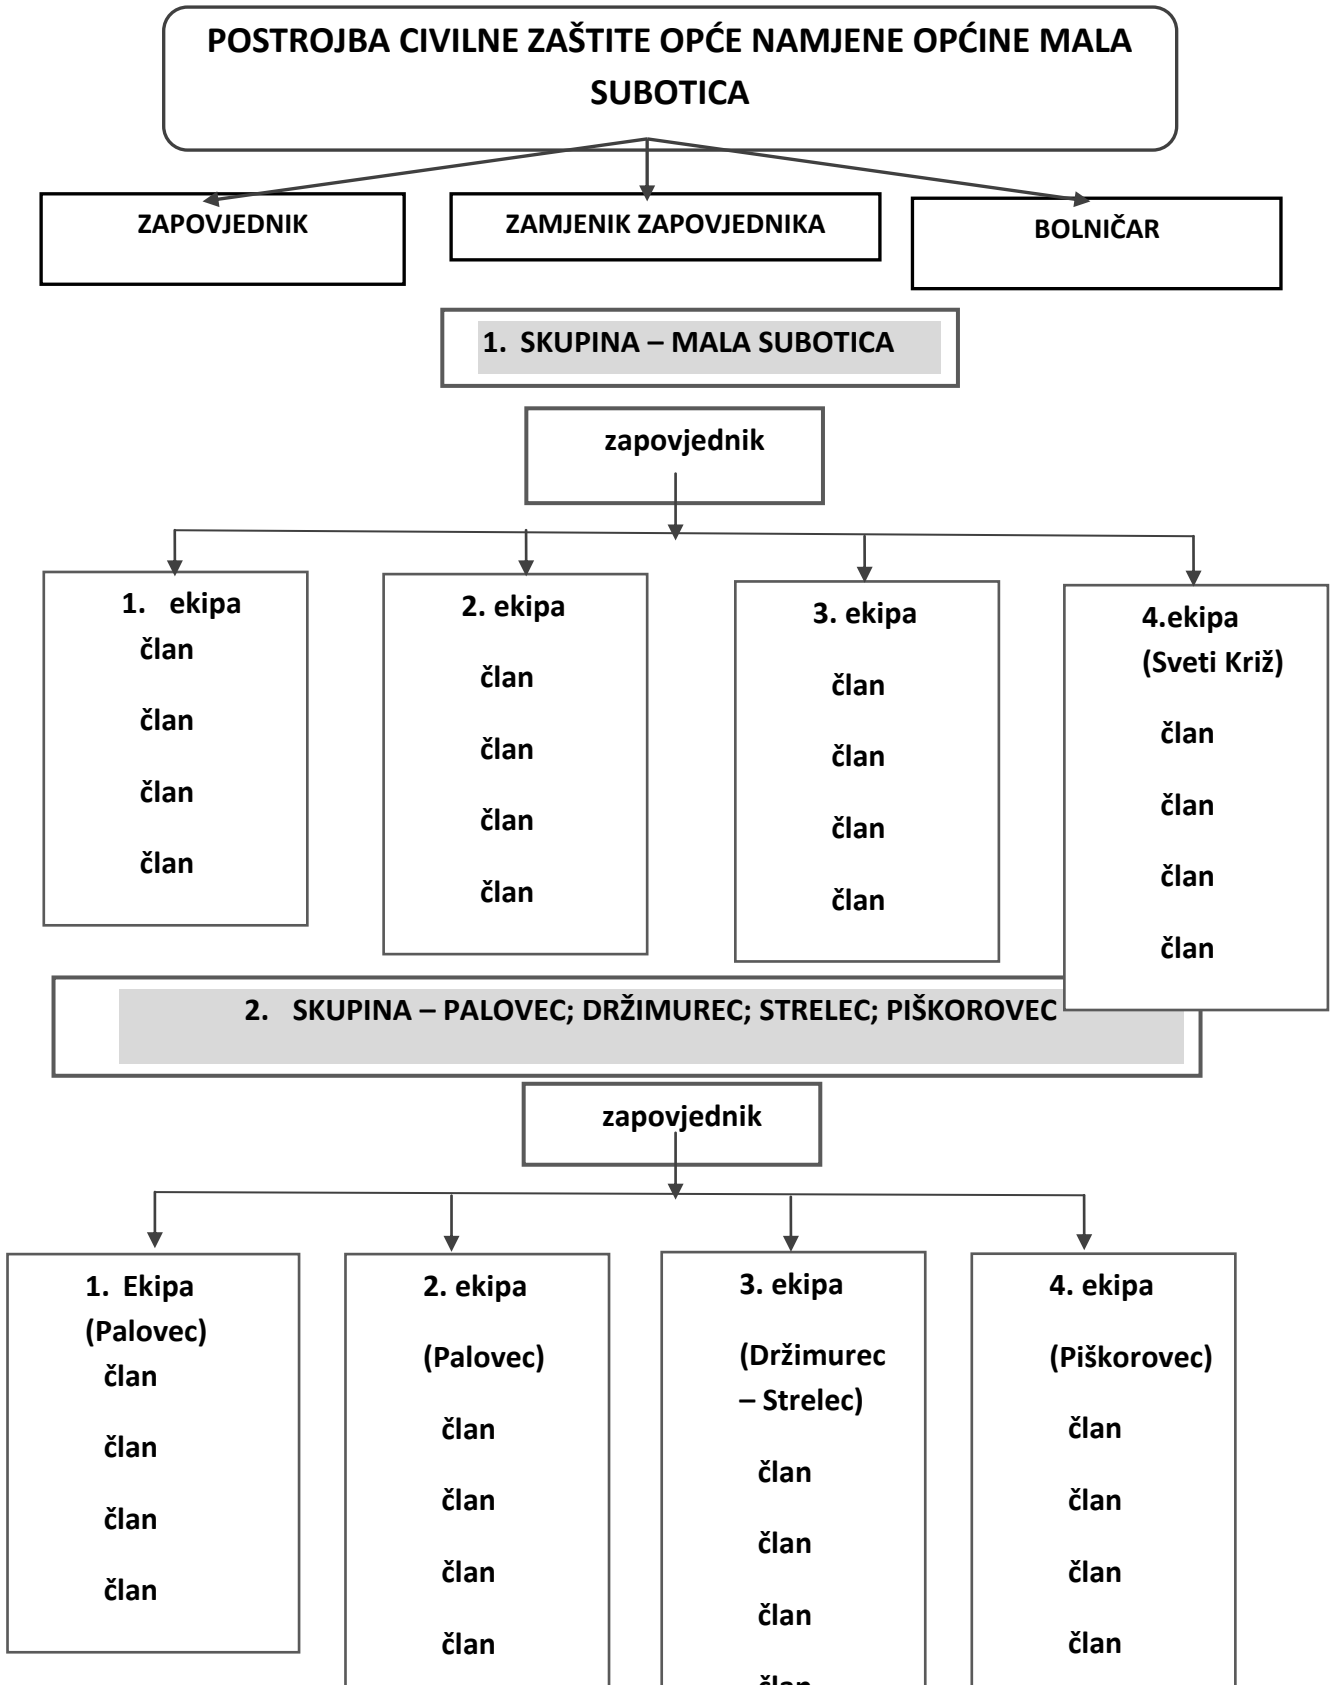 POSTROJBA CIVILNE ZAŠTITE OPĆE NAMJENE OPĆINE MALA
SUBOTICA
ZAPOVJEDNIK
ZAMJENIK ZAPOVJEDNIKA
BOLNIČAR
1. SKUPINA – MALA SUBOTICA
zapovjednik
1. ekipa
član
član
član
član
2. ekipa
član
član
član
član
3. ekipa
član
član
član
član
4.ekipa
(Sveti Križ)
član
član
član
član
2. SKUPINA – PALOVEC; DRŽIMUREC; STRELEC; PIŠKOROVEC
zapovjednik
1. Ekipa
(Palovec)
član
član
član
član
2. ekipa
(Palovec)
član
član
član
član
3. ekipa
(Držimurec
– Strelec)
član
član
član
4. ekipa
(Piškorovec)
član
član
član
član